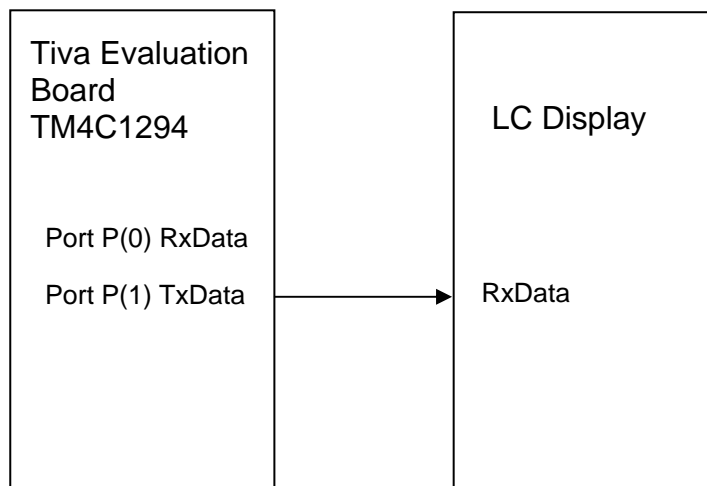 Tiva Evaluation
Board
TM4C1294
LC Display
Port P(0) RxData
Port P(1) TxData
RxData